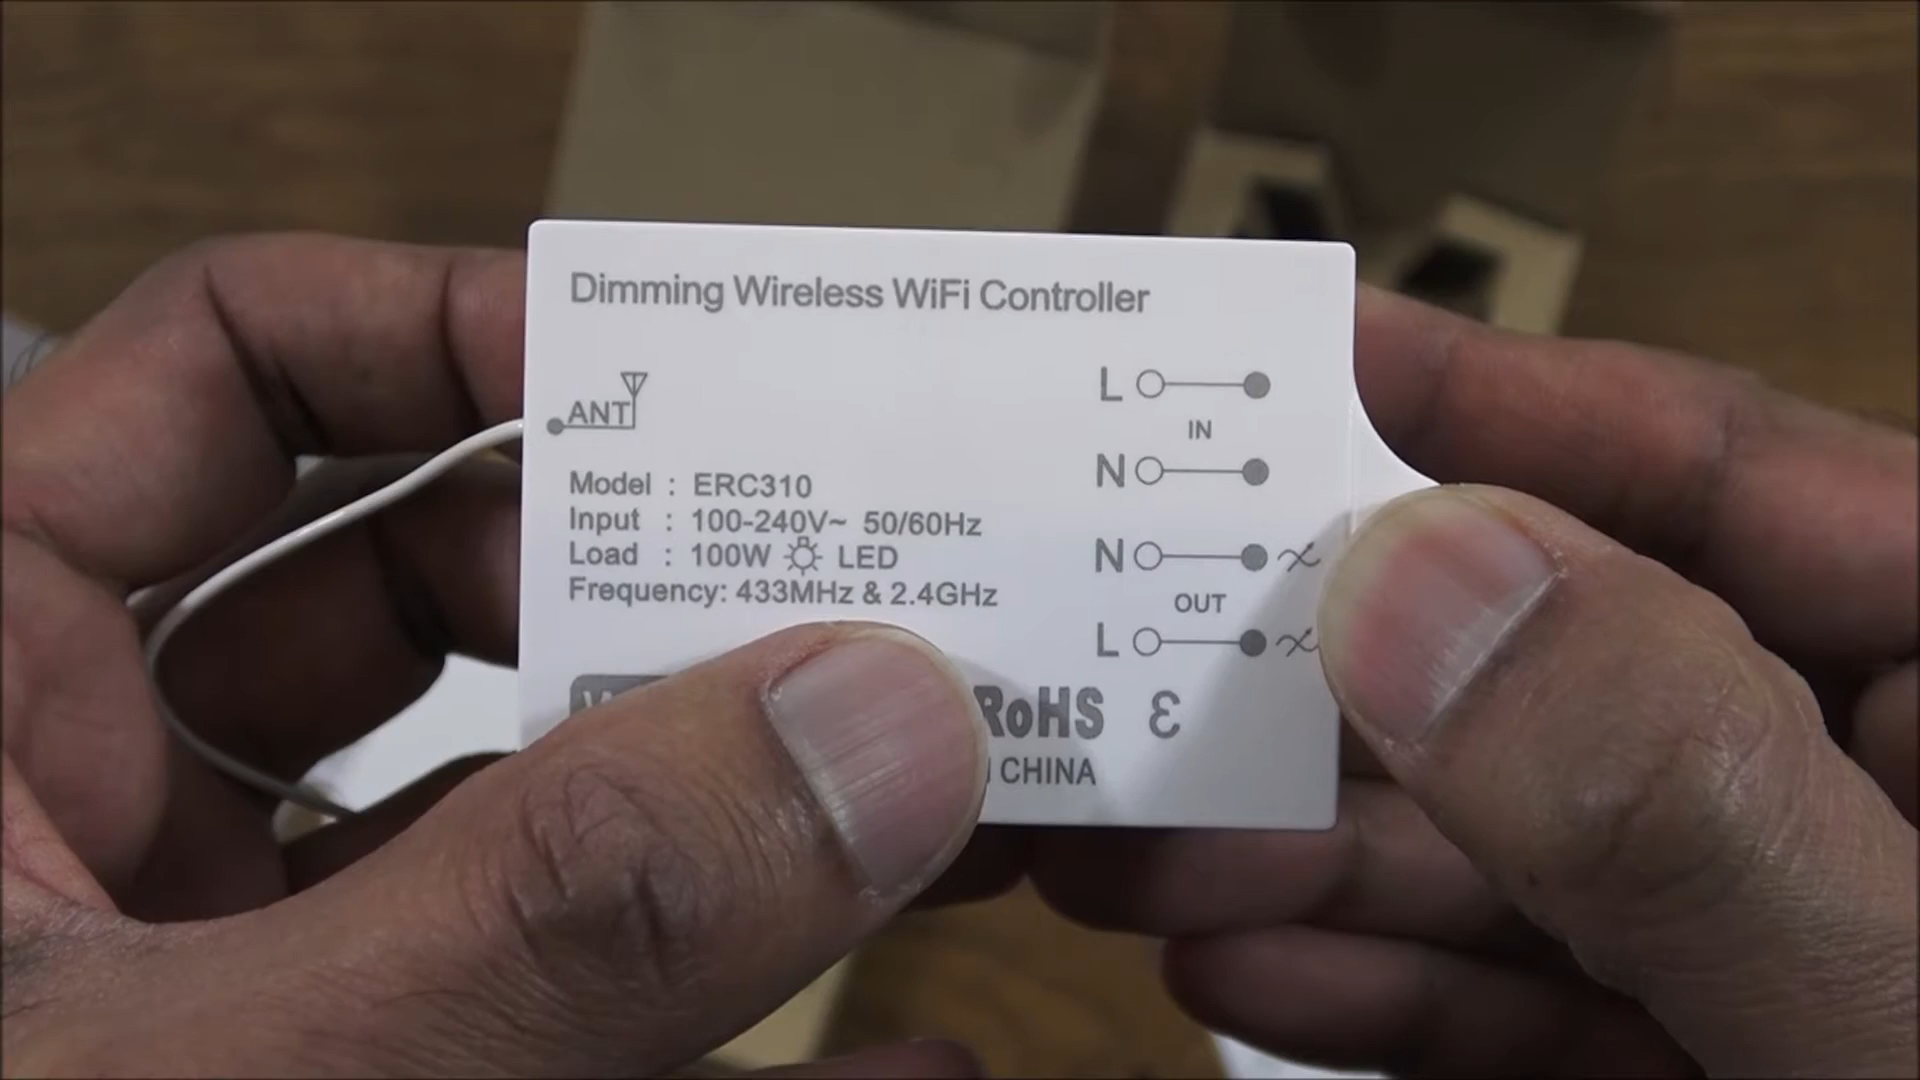 Dimming Wireless WiFi Controller
ANT
Model : ERC310
Input : 100-240V~ 50/60Hz
Load : 100W LED
Frequency: 433MHz & 2.4GHz
L
IN
N
N
OUT
L
RoHS
CHINA